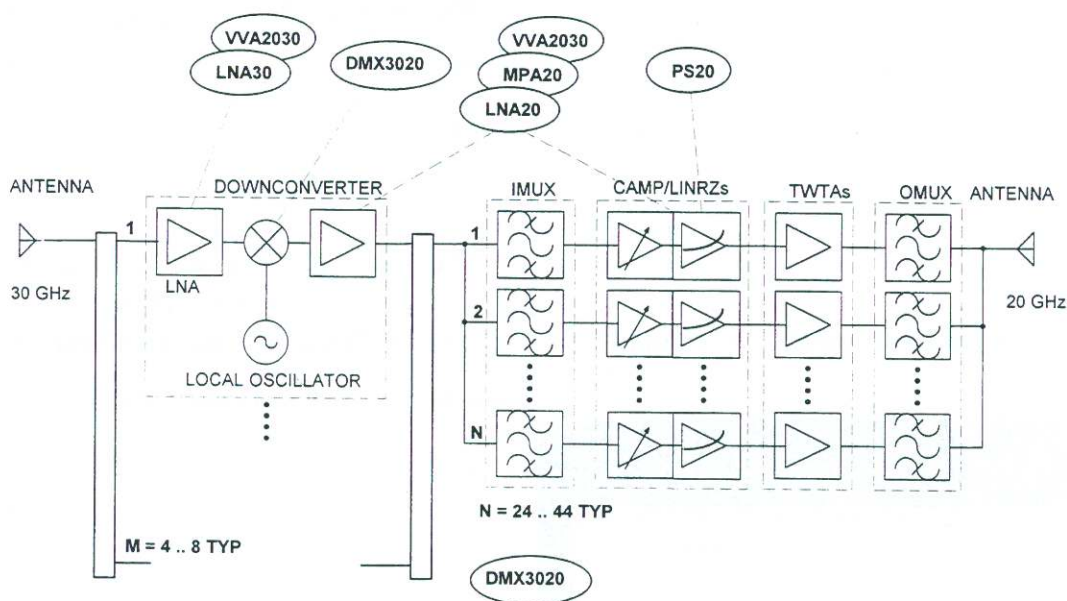 VVA2030
LNA30
DMX3020
VVA2030
MPA20
LNA20
PS20
ANTENNA
DOWNCONVERTER
IMUX
CAMP/LINRZs
TWTAs
OMUX
ANTENNA
1
1
LNA
30 GHz
20 GHz
2
LOCAL OSCILLATOR
N
M = 4 .. 8 TYP
N = 24 .. 44 TYP
DMX3020